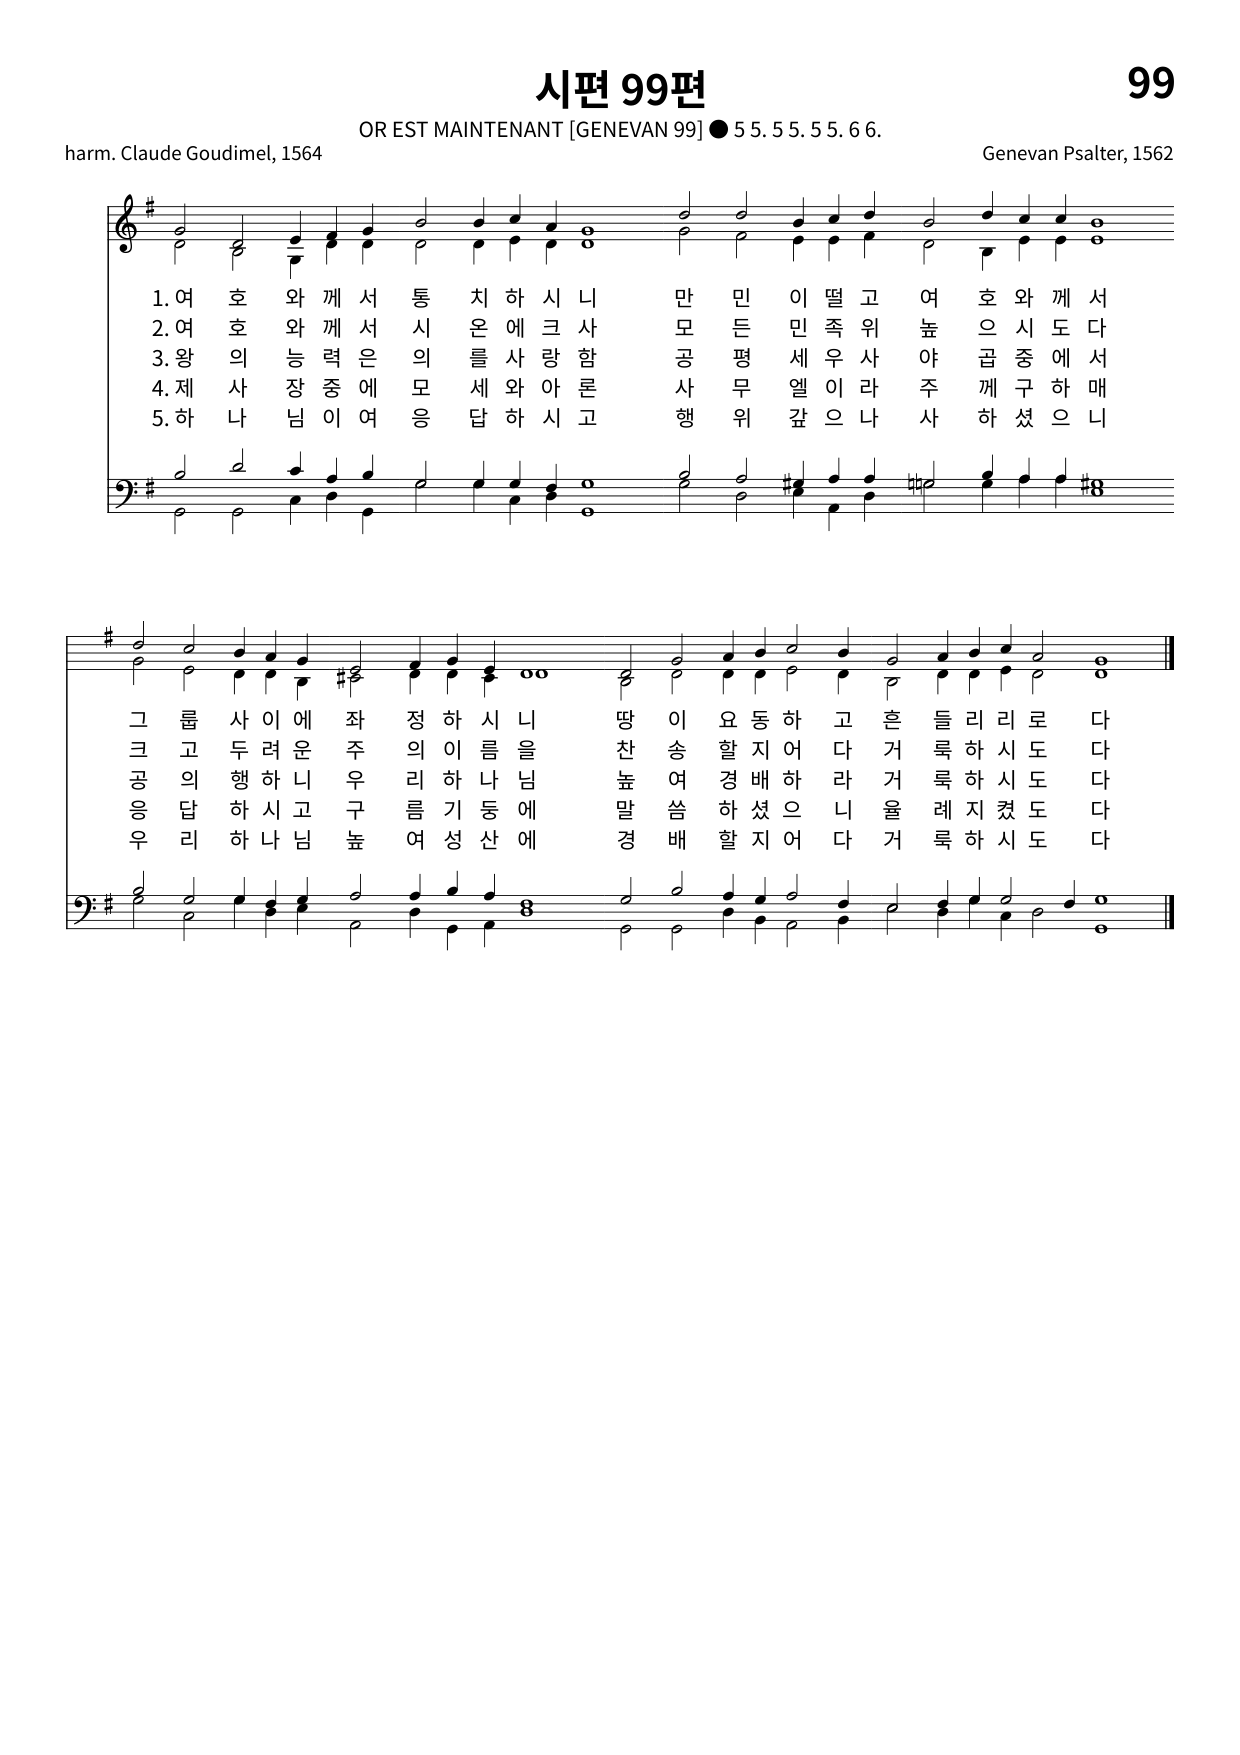 시편 99편
99
OR EST MAINTENANT [GENEVAN 99] ● 5 5. 5 5. 5 5. 6 6.
harm. Claude Goudimel, 1564
Genevan Psalter, 1562
1. 여 호 와 께 서 통 치 하 시 니 만 민 이 떨 고 여 호 와 께 서
2. 여 호 와 께 서 시 온 에 크 사 모 든 민 족 위 높 으 시 도 다
3. 왕 의 능 력 은 의 를 사 랑 함 공 평 세 우 사 야 곱 중 에 서
4. 제 사 장 중 에 모 세 와 아 론 사 무 엘 이 라 주 께 구 하 매
5. 하 나 님 이 여 응 답 하 시 고 행 위 갚 으 나 사 하 셨 으 니
그 룹 사 이 에 좌 정 하 시 니 땅 이 요 동 하 고 흔 들 리 리 로 다
크 고 두 려 운 주 의 이 름 을 찬 송 할 지 어 다 거 룩 하 시 도 다
공 의 행 하 니 우 리 하 나 님 높 여 경 배 하 라 거 룩 하 시 도 다
응 답 하 시 고 구 름 기 둥 에 말 씀 하 셨 으 니 율 례 지 켰 도 다
우 리 하 나 님 높 여 성 산 에 경 배 할 지 어 다 거 룩 하 시 도 다